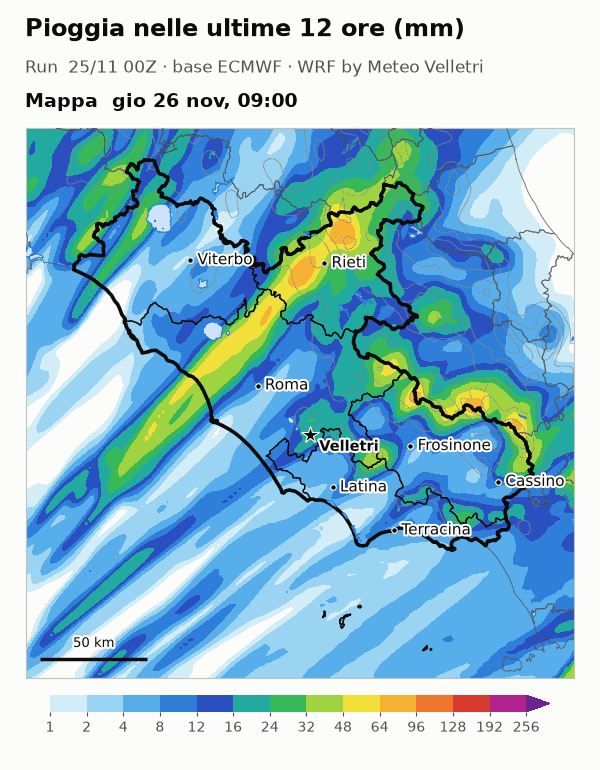 Pioggia nelle ultime 12 ore (mm)
Run 25/11 00Z · base ECMWF · WRF by Meteo Velletri
Mappa gio 26 nov, 09:00
Viterbo
Rieti
Roma
Velletri
Frosinone
Cassino
Latina
Terracina
50 km
1 2 4 8 12 16 24 32 48 64 96 128 192 256